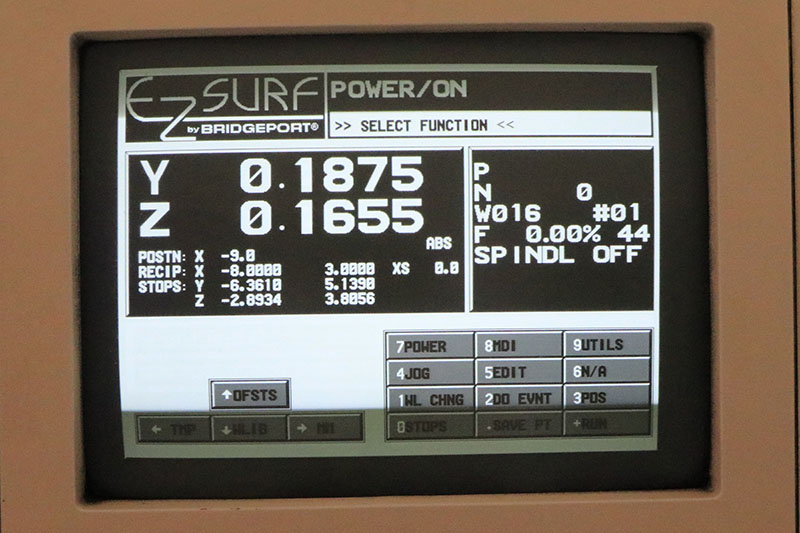 EZ SURF
by BRIDGEPORT®
POWER/ON
>> SELECT FUNCTION <<
Y 0.1875
Z 0.1655
ABS
POSTN: X -9.0
RECIP: X -8.0000 3.0000 XS 0.0
STOPS: Y -6.3610 5.1390
Z -2.8934 3.8056
P
N 0
W016 #01
F 0.00% 44
SPINDL OFF
7POWER 8MDI 9UTILS
4JOG 5EDIT 6N/A
↑OFSTS
1WL CHNG 2DO EVNT 3POS
← TMP ↓WLIB → MM
0STOPS .SAVE PT +RUN